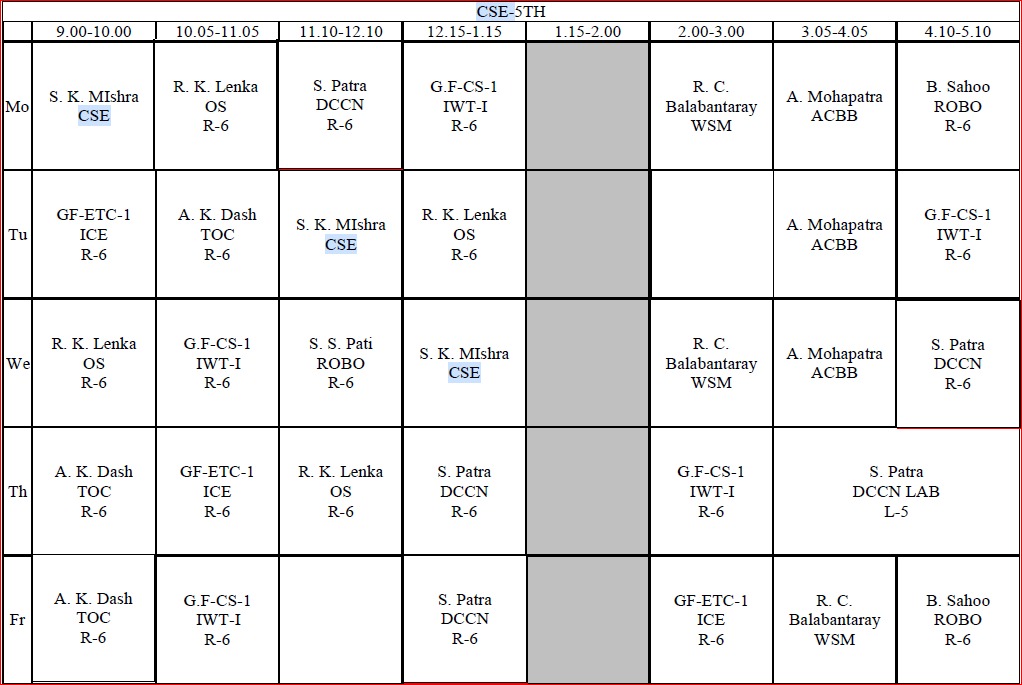 CSE-5TH
9.00-10.00 10.05-11.05 11.10-12.10 12.15-1.15 1.15-2.00 2.00-3.00 3.05-4.05 4.10-5.10
Mo
S. K. MIshra
CSE
R. K. Lenka
OS
R-6
S. Patra
DCCN
R-6
G.F-CS-1
IWT-I
R-6
R. C.
Balabantaray
WSM
A. Mohapatra
ACBB
B. Sahoo
ROBO
R-6
Tu
GF-ETC-1
ICE
R-6
A. K. Dash
TOC
R-6
S. K. MIshra
CSE
R. K. Lenka
OS
R-6
A. Mohapatra
ACBB
G.F-CS-1
IWT-I
R-6
We
R. K. Lenka
OS
R-6
G.F-CS-1
IWT-I
R-6
S. S. Pati
ROBO
R-6
S. K. MIshra
CSE
R. C.
Balabantaray
WSM
A. Mohapatra
ACBB
S. Patra
DCCN
R-6
Th
A. K. Dash
TOC
R-6
GF-ETC-1
ICE
R-6
R. K. Lenka
OS
R-6
S. Patra
DCCN
R-6
G.F-CS-1
IWT-I
R-6
S. Patra
DCCN LAB
L-5
Fr
A. K. Dash
TOC
R-6
G.F-CS-1
IWT-I
R-6
S. Patra
DCCN
R-6
GF-ETC-1
ICE
R-6
R. C.
Balabantaray
WSM
B. Sahoo
ROBO
R-6